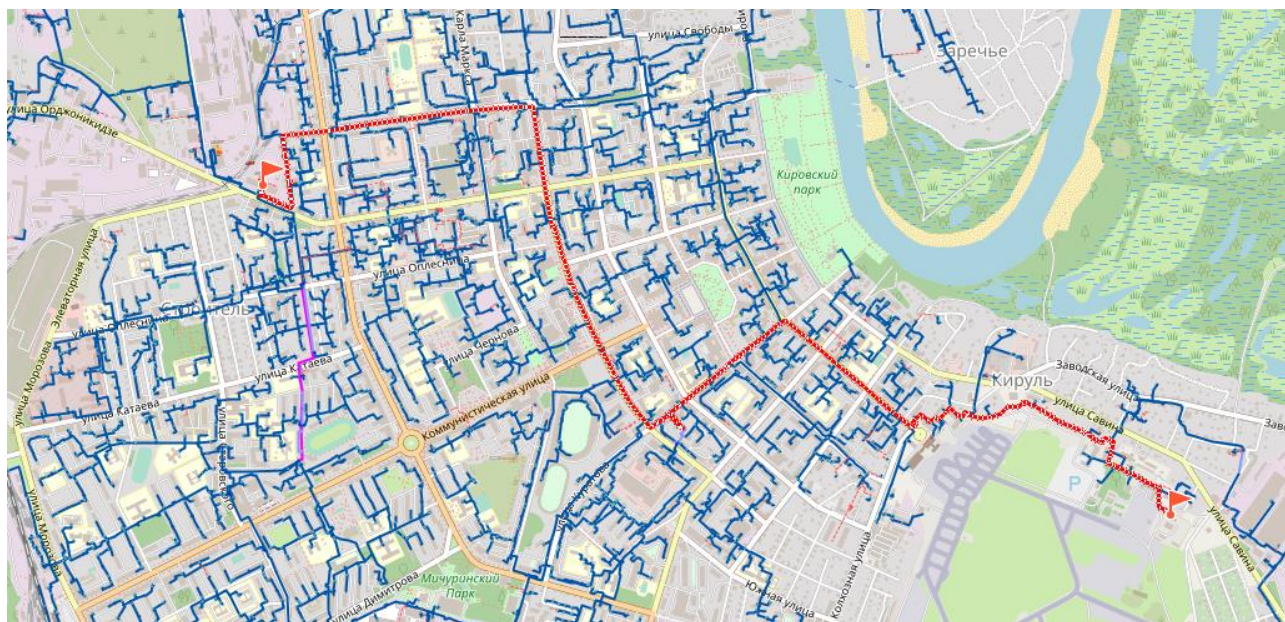 Карла Маркс
улица Свободы
Заречье
улица Орджоникидзе
Кировский
парк
Элеваторная улица
улица Оплеснина
Строитель
улица Оплеснина
улица Морозова
улица Чернова
улица Катаева
улица Катаева
Коммунистическая улица
Кируль
Заводская улица
улица Савина
P
улица Савина
улица Морозова
Мичуринский
Парк
улица Димитрова
Южная улица
Колхозная улица